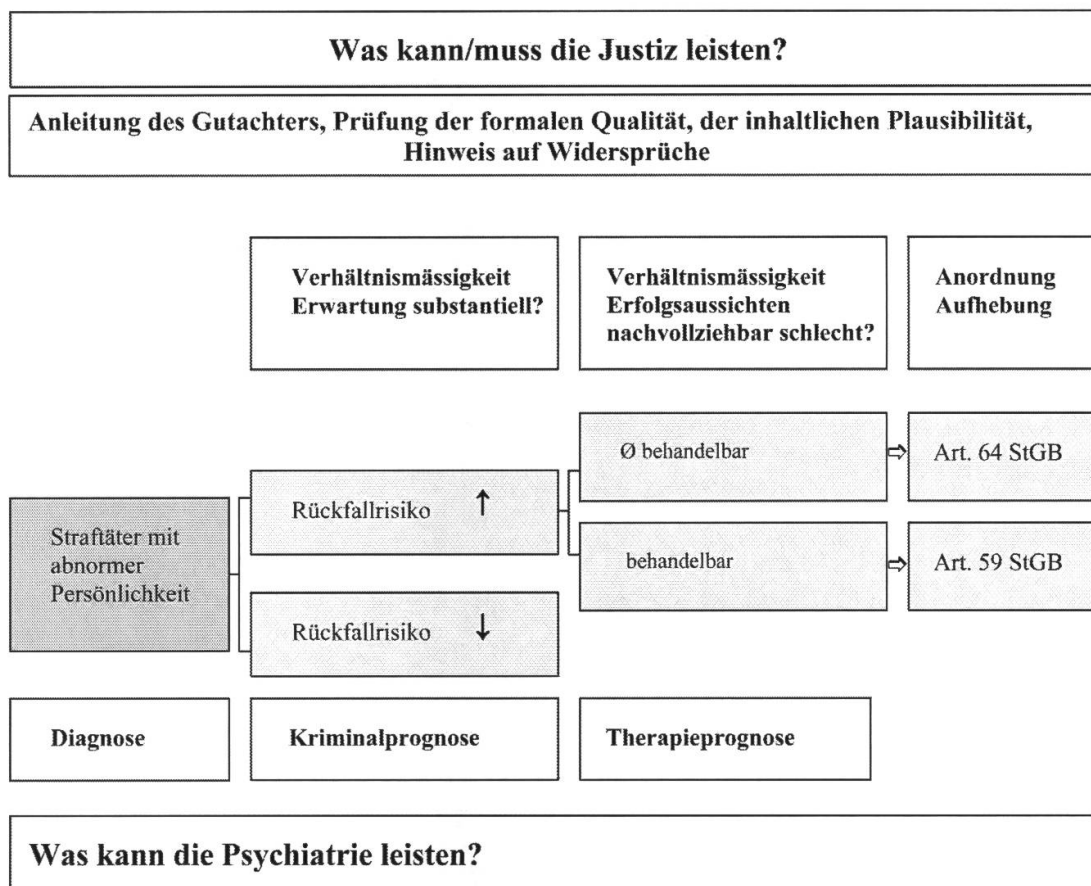 Was kann/muss die Justiz leisten?
Anleitung des Gutachters, Prüfung der formalen Qualität, der inhaltlichen Plausibilität,
Hinweis auf Widersprüche
Verhältnismässigkeit
Erwartung substantiell?
Verhältnismässigkeit
Erfolgsaussichten
nachvollziehbar schlecht?
Anordnung
Aufhebung
Straftäter mit
abnormer
Persönlichkeit
Rückfallrisiko ↑
Rückfallrisiko ↓
Ø behandelbar
⇨
Art. 64 StGB
behandelbar
⇨
Art. 59 StGB
Diagnose
Kriminalprognose
Therapieprognose
Was kann die Psychiatrie leisten?